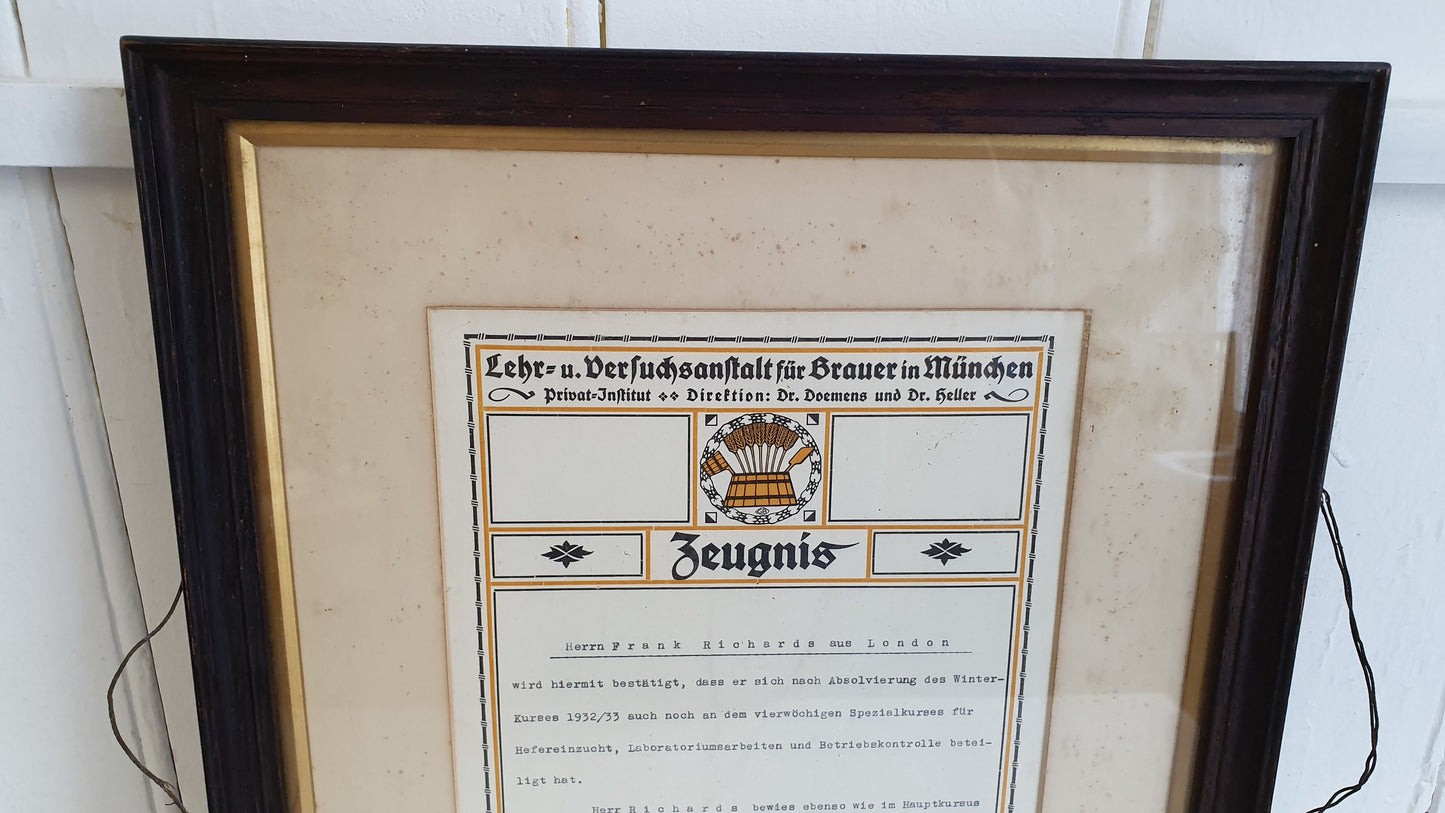 Lehr- u. Versuchsanstalt für Brauer in München
Privat-Institut Direktion: Dr. Doemens und Dr. Heller
Zeugnis
Herrn Frank Richards aus London
wird hiermit bestätigt, dass er sich nach Absolvierung des Winter-
Kurses 1932/33 auch noch an dem vierwöchigen Spezialkurses für
Hefereinzucht, Laboratoriumsarbeiten und Betriebskontrolle betei-
ligt hat.
Herr Richards bewies ebenso wie im Hauptkursus